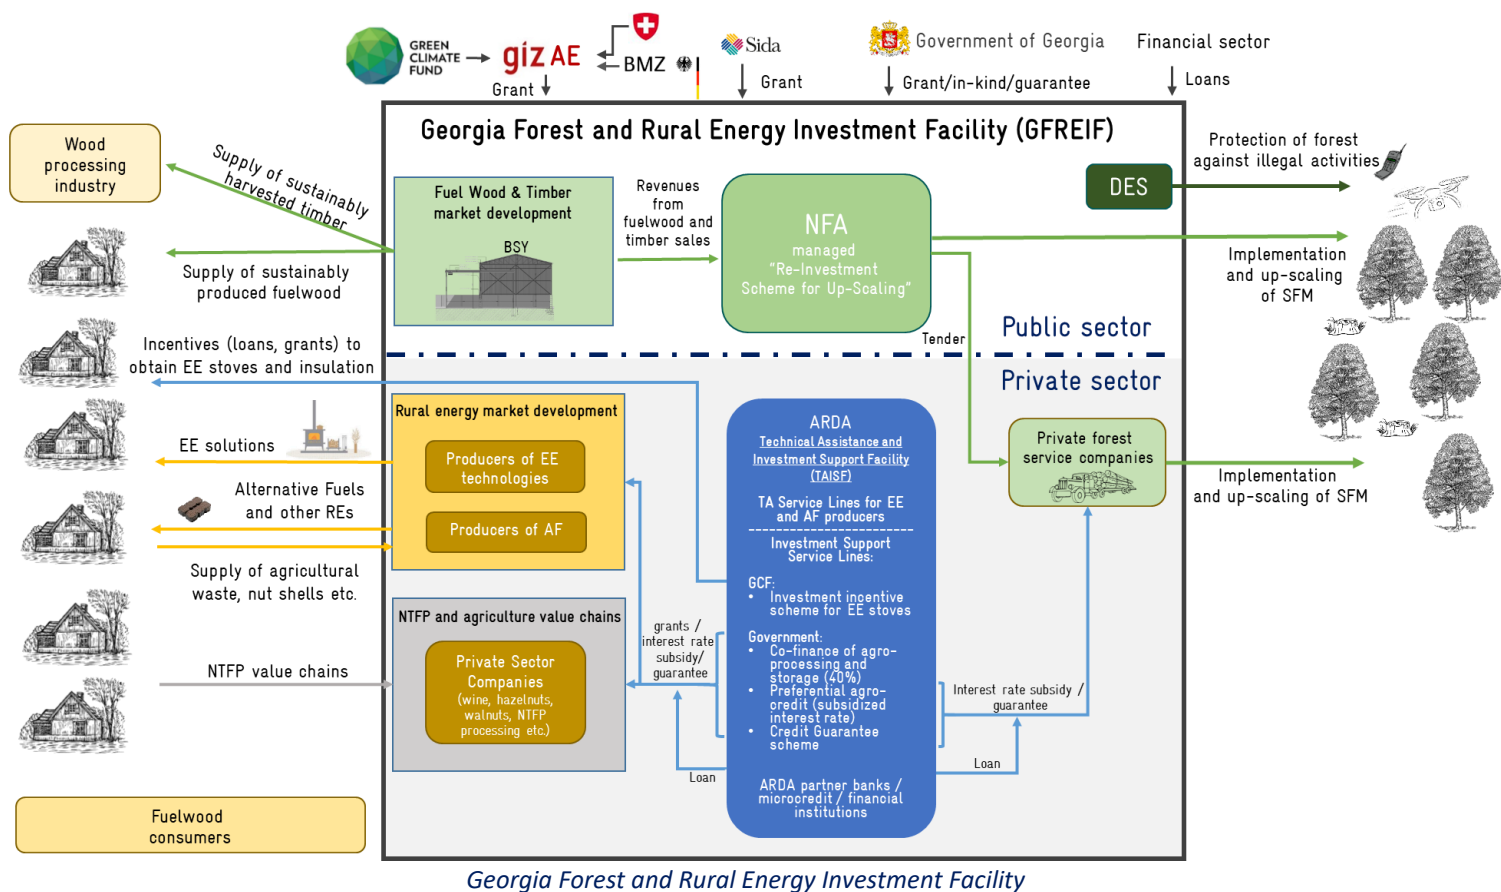 GREEN
CLIMATE
FUND
giz AE
BMZ
Sida
Government of Georgia
Financial sector
Grant
Grant
Grant/in-kind/guarantee
Loans
Georgia Forest and Rural Energy Investment Facility (GFREIF)
Wood
processing
industry
Supply of sustainably
harvested timber
Supply of sustainably
produced fuelwood
Fuel Wood & Timber
market development
BSY
Revenues
from
fuelwood and
timber sales
NFA
managed
"Re-Investment
Scheme for Up-Scaling"
DES
Protection of forest
against illegal activities
Implementation
and up-scaling
of SFM
Tender
Public sector
Private sector
Incentives (loans, grants) to
obtain EE stoves and insulation
EE solutions
Alternative Fuels
and other REs
Supply of agricultural
waste, nut shells etc.
NTFP value chains
Fuelwood
consumers
Rural energy market development
Producers of EE
technologies
Producers of AF
NTFP and agriculture value chains
Private Sector
Companies
(wine, hazelnuts,
walnuts, NTFP
processing etc.)
grants /
interest rate
subsidy/
guarantee
Loan
ARDA
Technical Assistance and
Investment Support Facility
(TAISF)
TA Service Lines for EE
and AF producers
Investment Support
Service Lines:
GCF:
• Investment incentive
scheme for EE stoves
Government:
• Co-finance of agro-
processing and
storage (40%)
• Preferential agro-
credit (subsidized
interest rate)
• Credit Guarantee
scheme
ARDA partner banks /
microcredit / financial
institutions
Interest rate subsidy /
guarantee
Loan
Private forest
service companies
Implementation
and up-scaling of SFM
Georgia Forest and Rural Energy Investment Facility